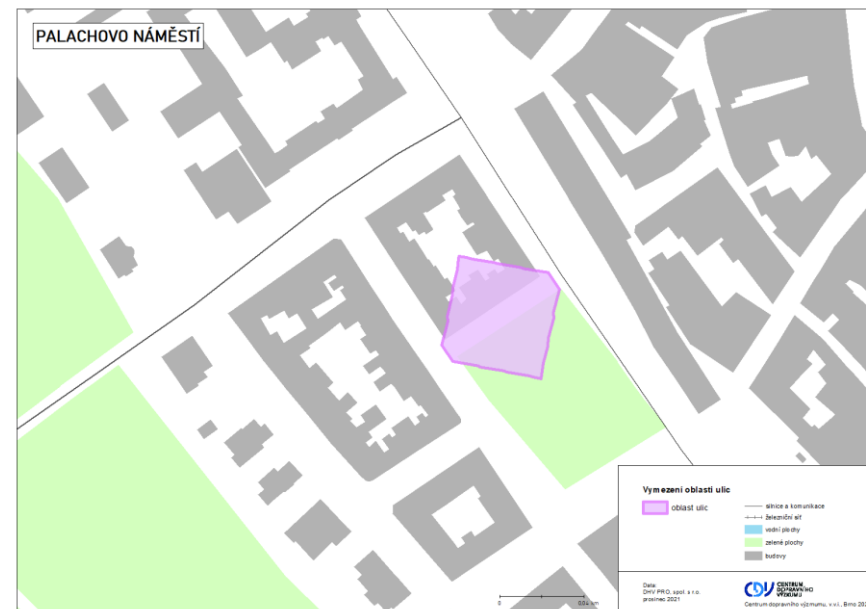 PALACHOVO NÁMĚSTÍ
Vymezení oblasti ulic
oblast ulic
silnice a komunikace
železniční síť
vodní plochy
zelené plochy
budovy
Data:
DHV PRO, spol. s r.o.
prosinec 2021
CDV CENTRUM
DOPRAVNÍHO
VÝZKUMU
Centrum dopravního výzkumu, v.v.i., Brno
0